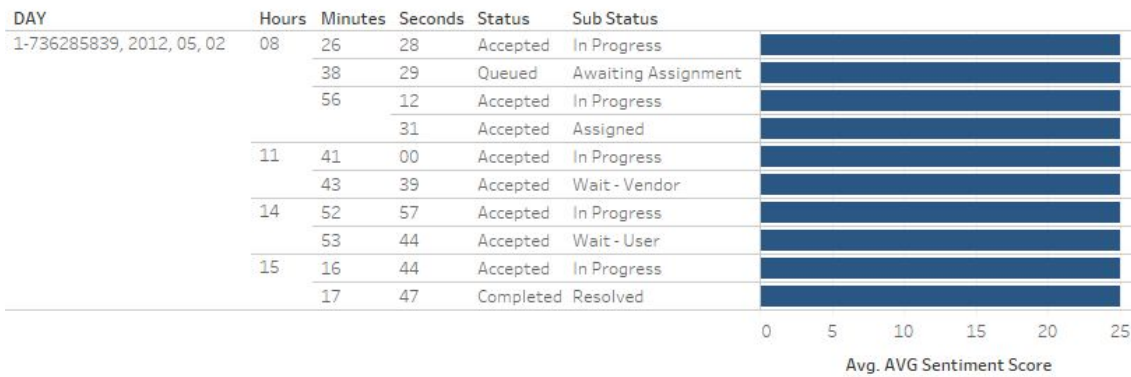 DAY Hours Minutes Seconds Status Sub Status
1-736285839, 2012, 05, 02 08 26 28 Accepted In Progress
38 29 Queued Awaiting Assignment
56 12 Accepted In Progress
31 Accepted Assigned
11 41 00 Accepted In Progress
43 39 Accepted Wait - Vendor
14 52 57 Accepted In Progress
53 44 Accepted Wait - User
15 16 44 Accepted In Progress
17 47 Completed Resolved
0 5 10 15 20 25
Avg. AVG Sentiment Score